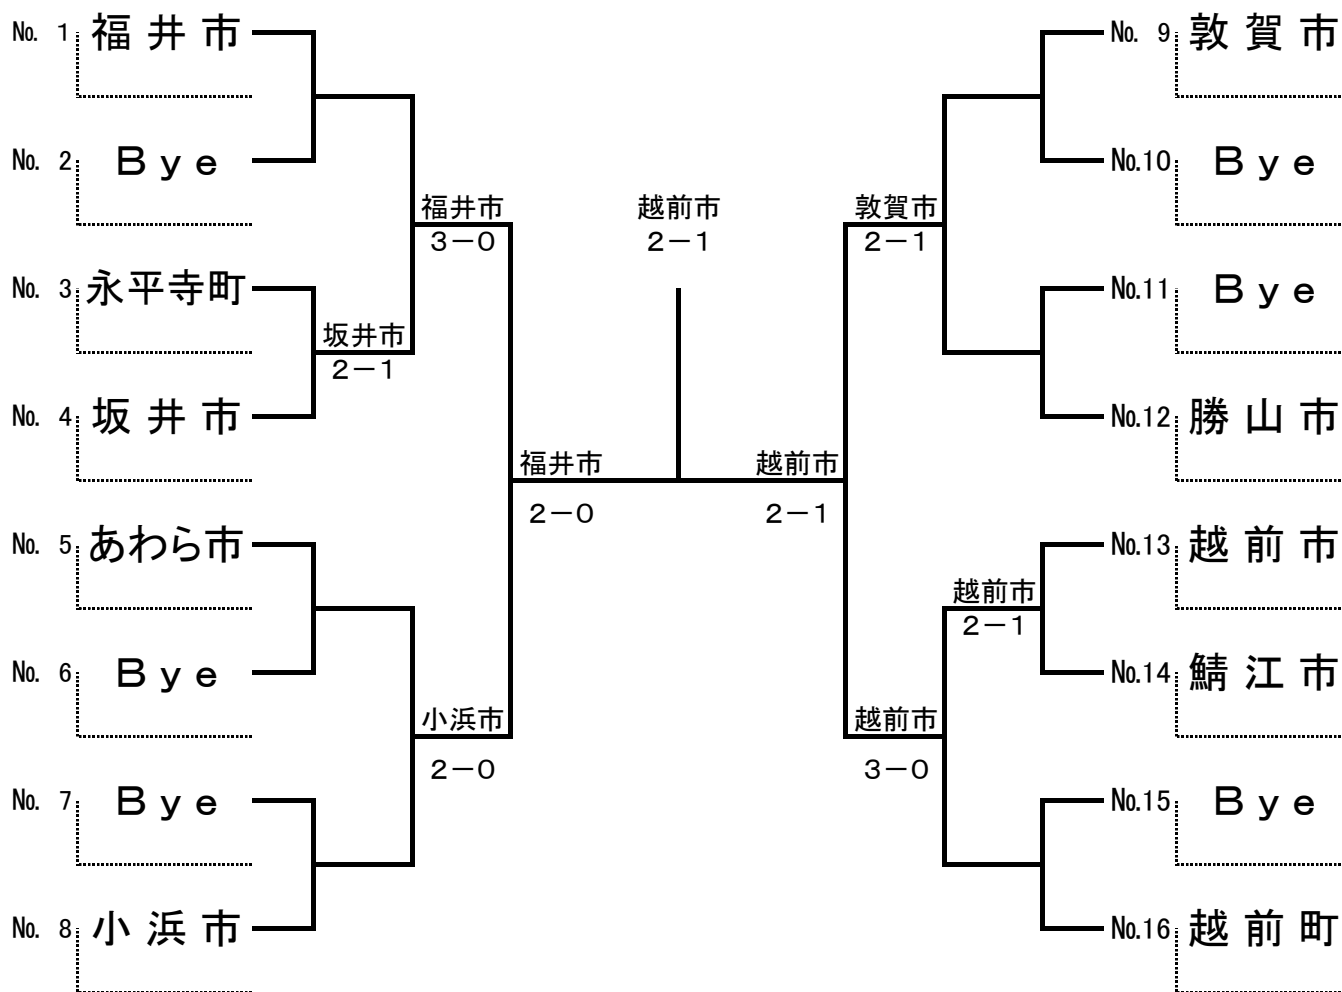 No. 1 福井市
No. 2 Bye
福井市
3－0
No. 3 永平寺町
坂井市
2－1
No. 4 坂井市
福井市
2－0
No. 5 あわら市
No. 6 Bye
小浜市
2－0
No. 7 Bye
No. 8 小浜市
越前市
2－1
No. 9 敦賀市
No.10 Bye
敦賀市
2－1
No.11 Bye
No.12 勝山市
越前市
2－1
No.13 越前市
越前市
2－1
No.14 鯖江市
越前市
3－0
No.15 Bye
No.16 越前町